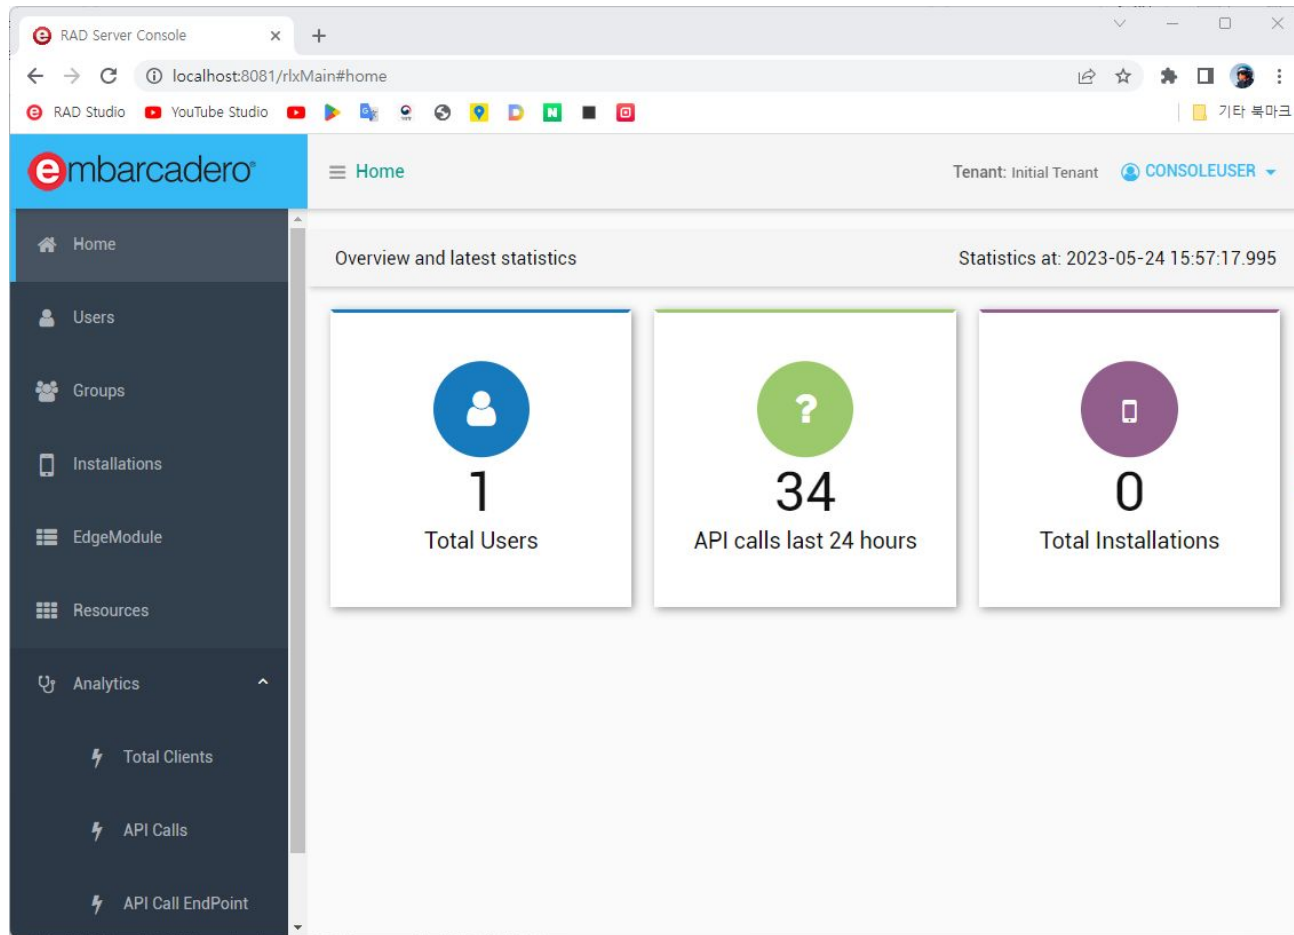 RAD Server Console
localhost:8081/rlxMain#home
RAD Studio YouTube Studio 기타 북마크
embarcadero
Home Tenant: Initial Tenant CONSOLEUSER
Home
Overview and latest statistics Statistics at: 2023-05-24 15:57:17.995
Users
Groups
Installations
EdgeModule
Resources
Analytics
Total Clients
API Calls
API Call EndPoint
1
Total Users
?
34
API calls last 24 hours
0
Total Installations